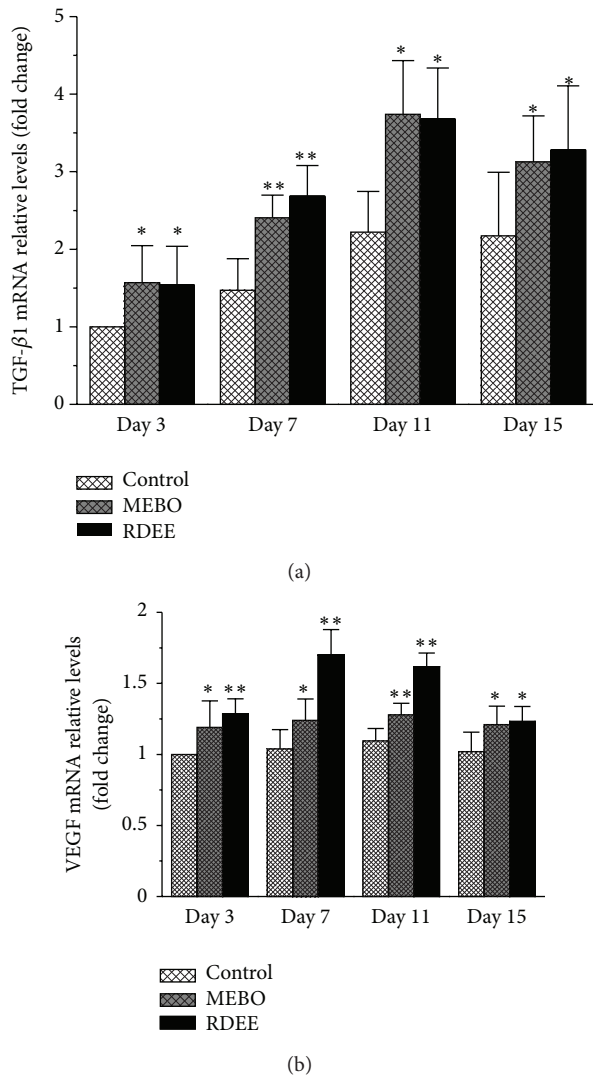 TGF-β1 mRNA relative levels (fold change)
5
4
3
2
1
0
* *
** **
* *
* *
Day 3 Day 7 Day 11 Day 15
Control
MEBO
RDEE
(a)
VEGF mRNA relative levels
(fold change)
2
1.5
1
0.5
0
* **
* **
** **
* *
Day 3 Day 7 Day 11 Day 15
Control
MEBO
RDEE
(b)